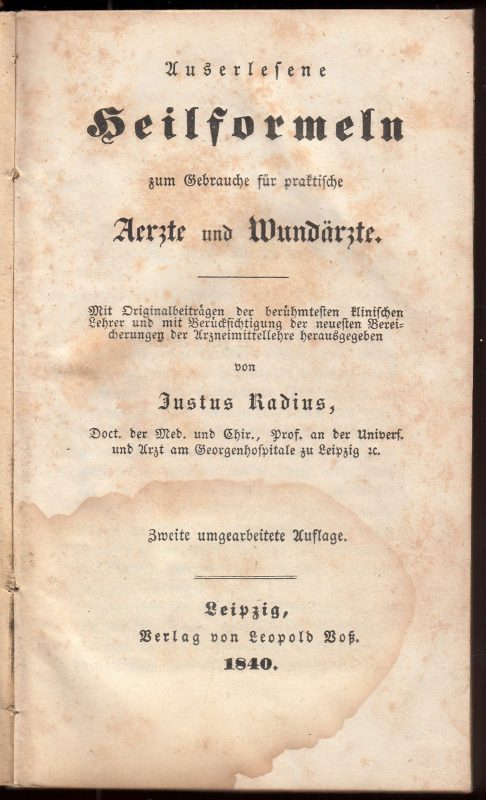 Auserlesene
Heilformeln
zum Gebrauche für praktische
Aerzte und Wundärzte.
Mit Originalbeiträgen der berühmtesten klinischen
Lehrer und mit Berücksichtigung der neuesten Berei-
cherungen der Arzneimittellehre herausgegeben
von
Justus Radius,
Doct. der Med. und Chir., Prof. an der Univers.
und Arzt am Georgenhospitale zu Leipzig ꝛc.
Zweite umgearbeitete Auflage.
Leipzig,
Verlag von Leopold Voß.
1840.